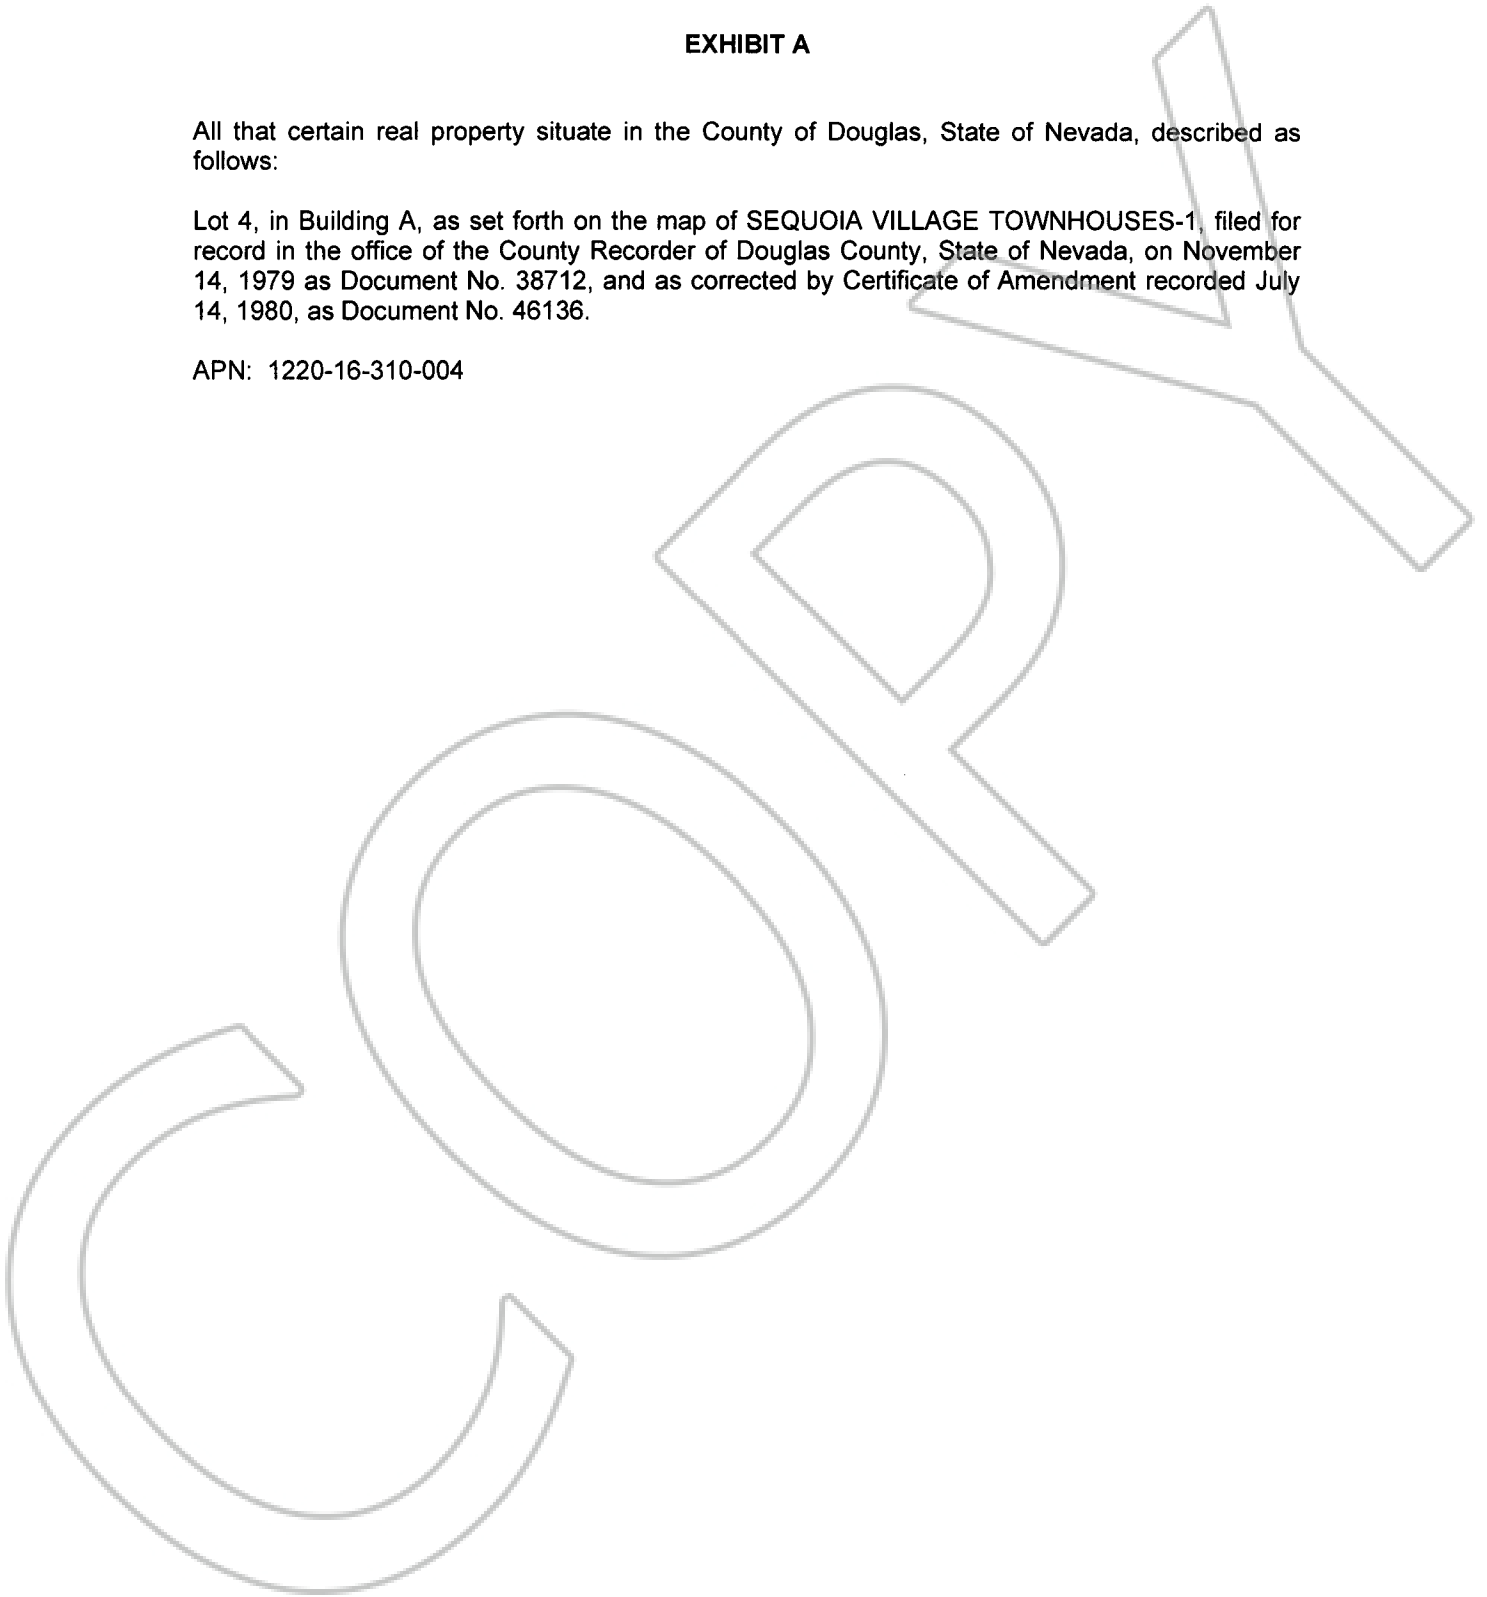 EXHIBIT A
All that certain real property situate in the County of Douglas, State of Nevada, described as
follows:
Lot 4, in Building A, as set forth on the map of SEQUOIA VILLAGE TOWNHOUSES-1, filed for
record in the office of the County Recorder of Douglas County, State of Nevada, on November
14, 1979 as Document No. 38712, and as corrected by Certificate of Amendment recorded July
14, 1980, as Document No. 46136.
APN: 1220-16-310-004
COPY